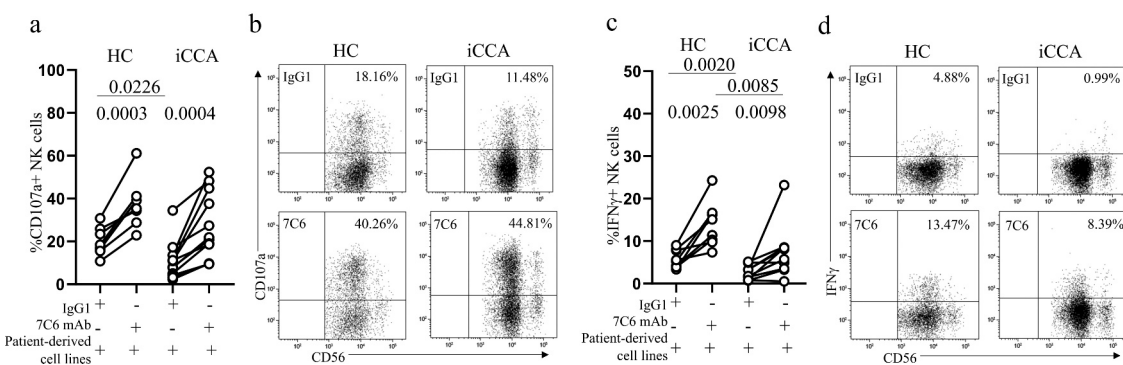 a
HC iCCA
0.0226
0.0003 0.0004
%CD107a+ NK cells
100
80
60
40
20
0
IgG1 + - + -
7C6 mAb - + - +
Patient-derived
cell lines + + + +
b
HC iCCA
IgG1 18.16%
IgG1 11.48%
7C6 40.26%
7C6 44.81%
CD107a
CD56
c
HC iCCA
0.0020
0.0085
0.0025 0.0098
%IFNγ+ NK cells
50
40
30
20
10
0
IgG1 + - + -
7C6 mAb - + - +
Patient-derived
cell lines + + + +
d
HC iCCA
IgG1 4.88%
IgG1 0.99%
7C6 13.47%
7C6 8.39%
IFNγ
CD56